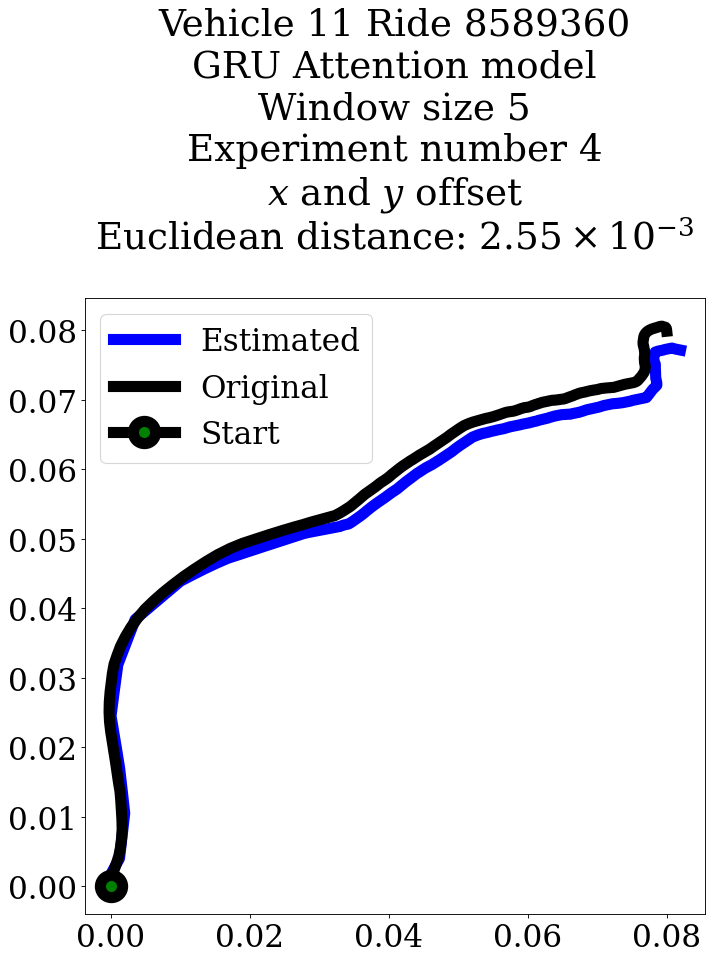 Vehicle 11 Ride 8589360
GRU Attention model
Window size 5
Experiment number 4
x and y offset
Euclidean distance: 2.55 × 10⁻³
Estimated
Original
Start
0.08
0.07
0.06
0.05
0.04
0.03
0.02
0.01
0.00
0.00 0.02 0.04 0.06 0.08